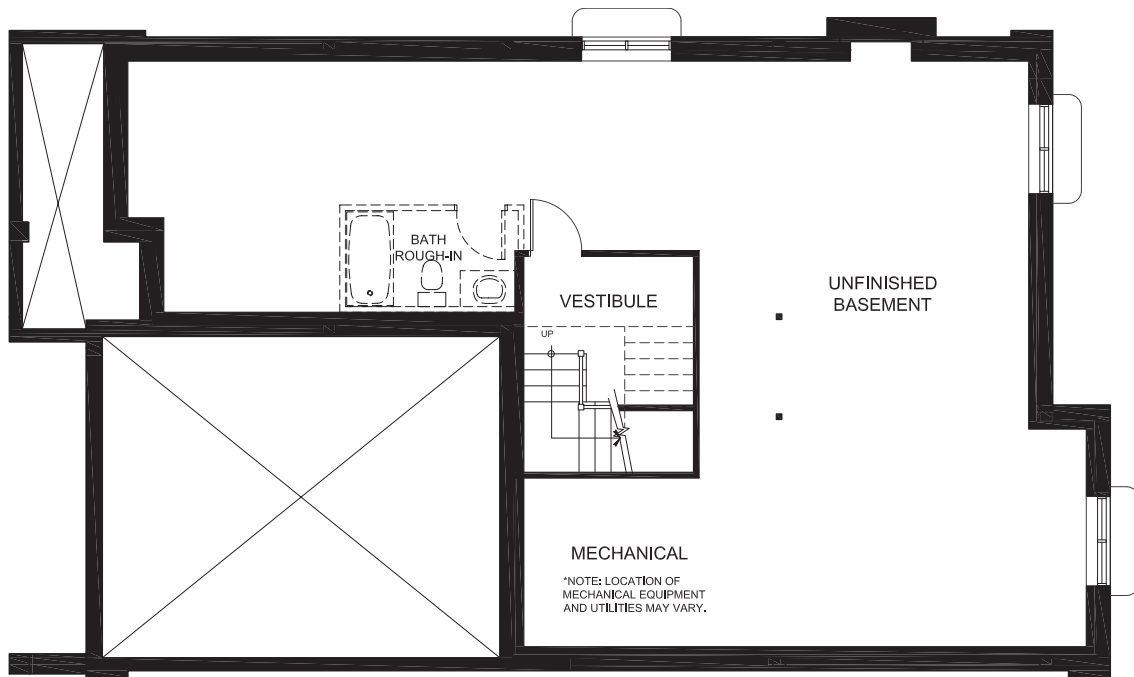 BATH
ROUGH-IN
VESTIBULE
UP
UNFINISHED
BASEMENT
MECHANICAL
*NOTE: LOCATION OF
MECHANICAL EQUIPMENT
AND UTILITIES MAY VARY.